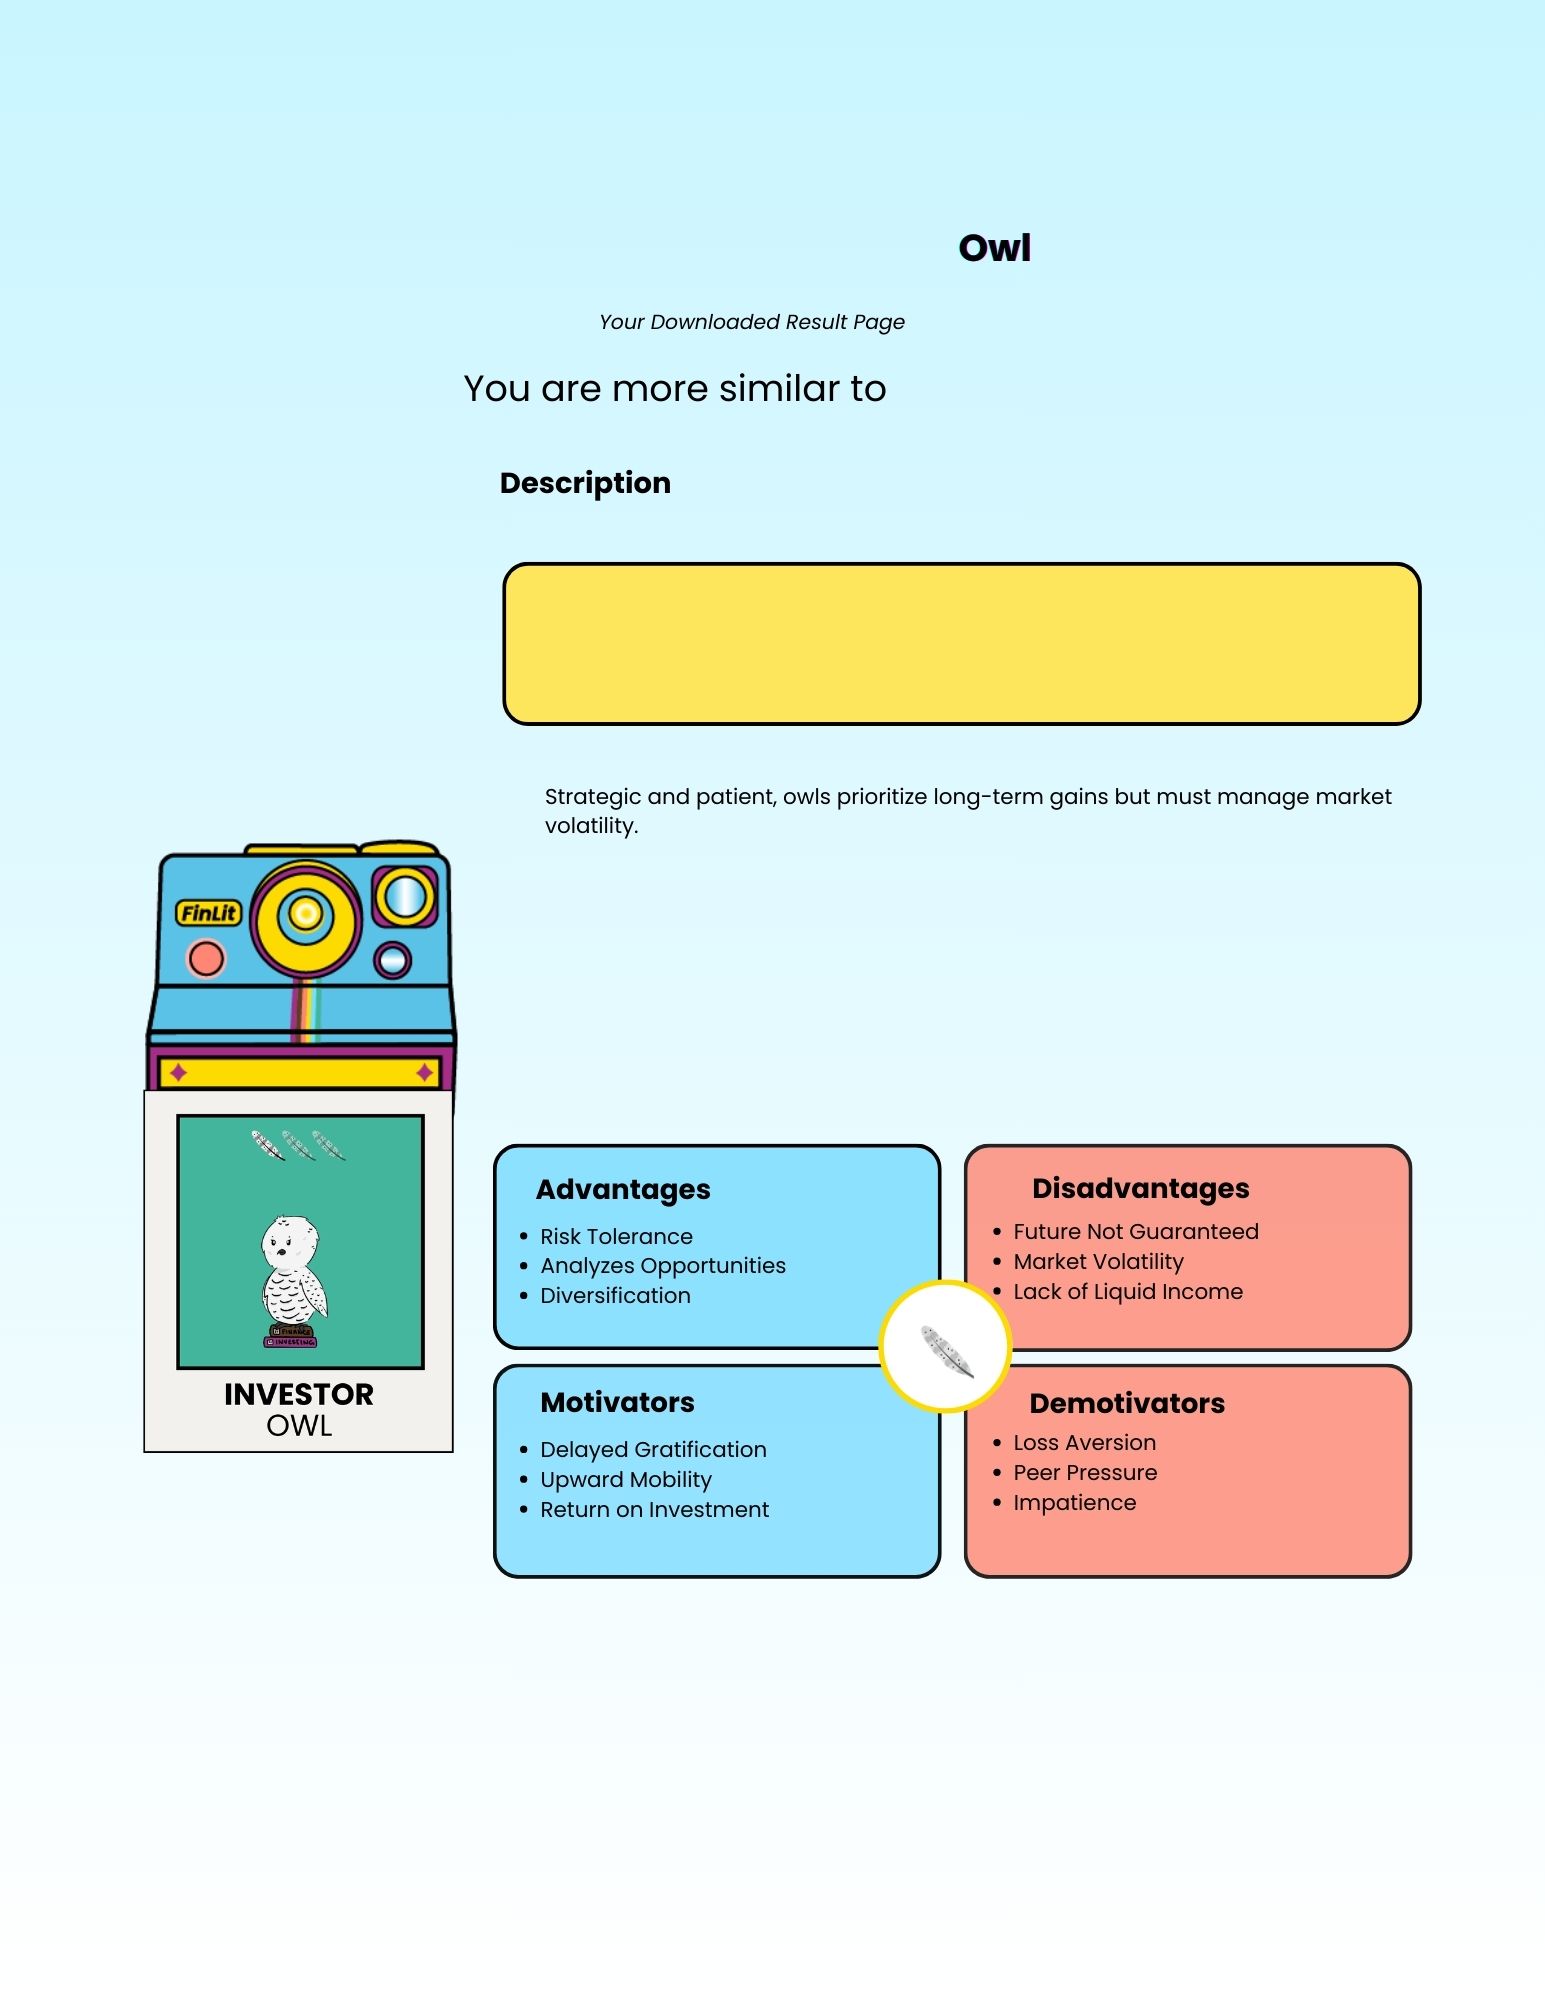 Owl
Your Downloaded Result Page
You are more similar to
Description
Strategic and patient, owls prioritize long-term gains but must manage market
volatility.
FinLit
FINANCE
INVESTING
INVESTOR
OWL
Advantages
• Risk Tolerance
• Analyzes Opportunities
• Diversification
Disadvantages
• Future Not Guaranteed
• Market Volatility
• Lack of Liquid Income
Motivators
• Delayed Gratification
• Upward Mobility
• Return on Investment
Demotivators
• Loss Aversion
• Peer Pressure
• Impatience